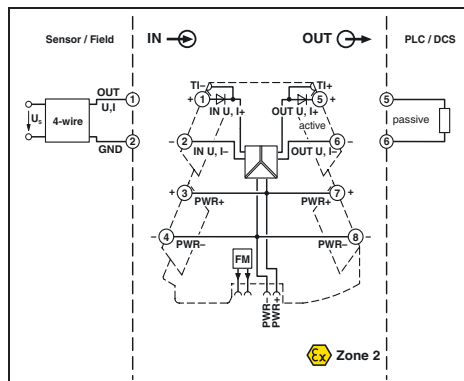 Sensor / Field
IN
OUT
PLC / DCS
TI–
TI+
OUT
U,I
1
1
+
IN U, I+
OUT U, I+
5
+
5
active
passive
Us
4-wire
2
GND
–
2
IN U, I–
OUT U, I–
6
–
6
3
+
PWR+
7
+
PWR+
–
4
PWR–
8
–
PWR–
FM
PWR–
PWR+
Ex
Zone 2